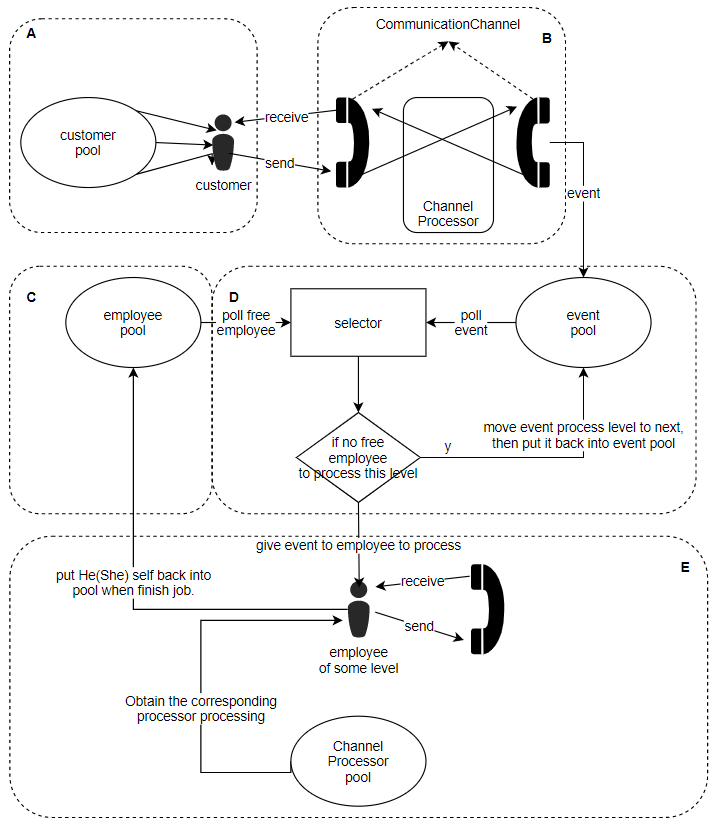 A
CommunicationChannel
B
customer
pool
receive
send
customer
Channel
Processor
event
C
D
employee
pool
poll free
employee
selector
poll
event
event
pool
if no free
employee
to process this level
y
move event process level to next,
then put it back into event pool
give event to employee to process
E
put He(She) self back into
pool when finish job.
receive
send
employee
of some level
Obtain the corresponding
processor processing
Channel
Processor
pool